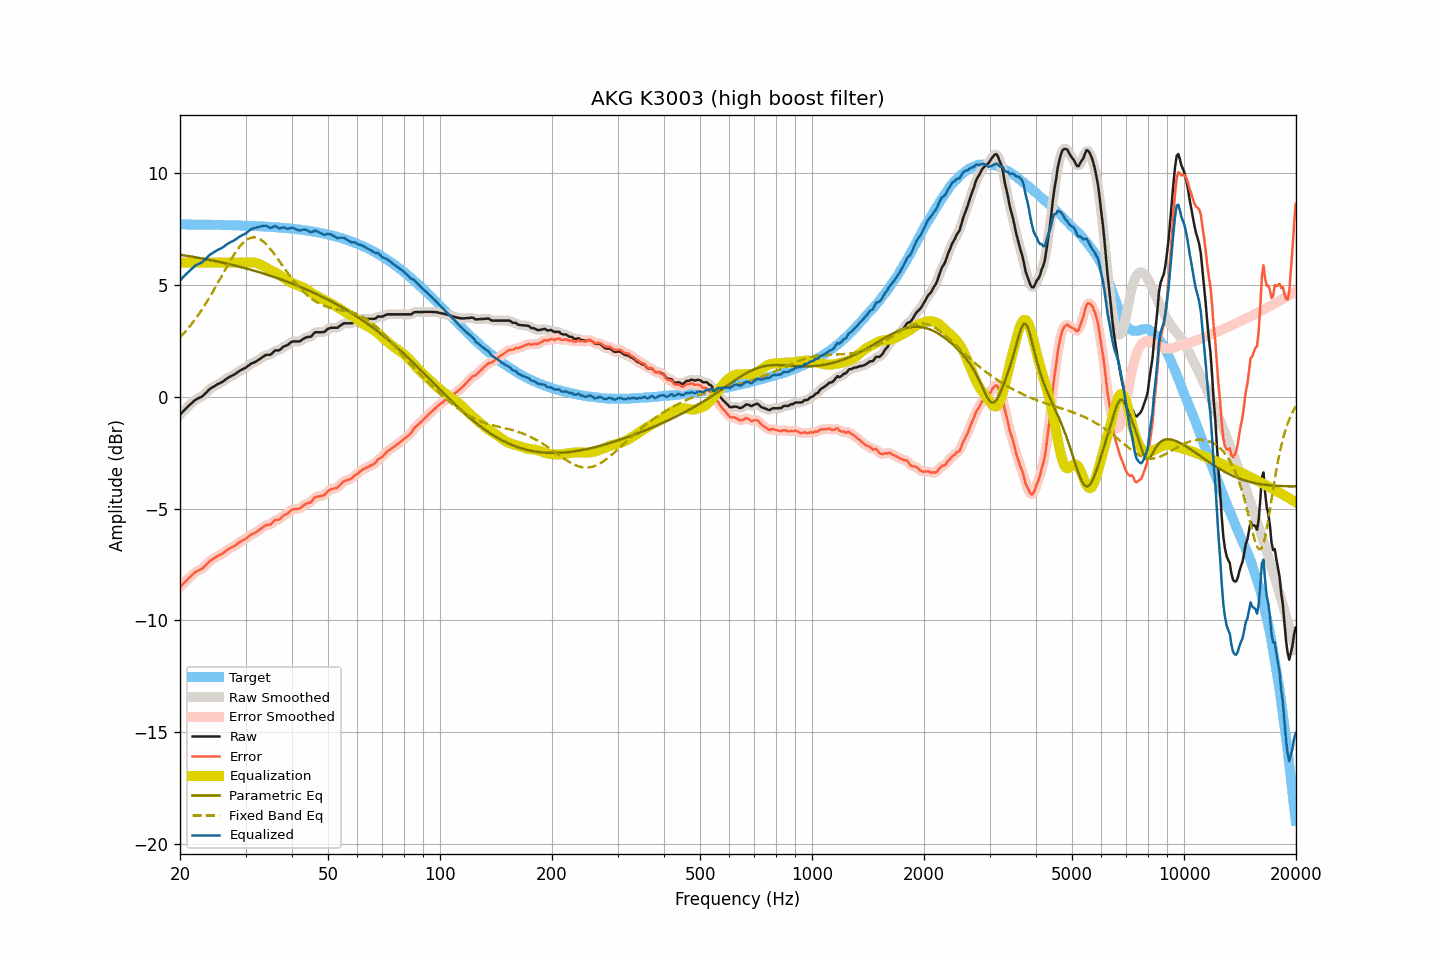 AKG K3003 (high boost filter)
10
5
0
−5
−10
−15
−20
Amplitude (dBr)
Target
Raw Smoothed
Error Smoothed
Raw
Error
Equalization
Parametric Eq
Fixed Band Eq
Equalized
20 50 100 200 500 1000 2000 5000 10000 20000
Frequency (Hz)